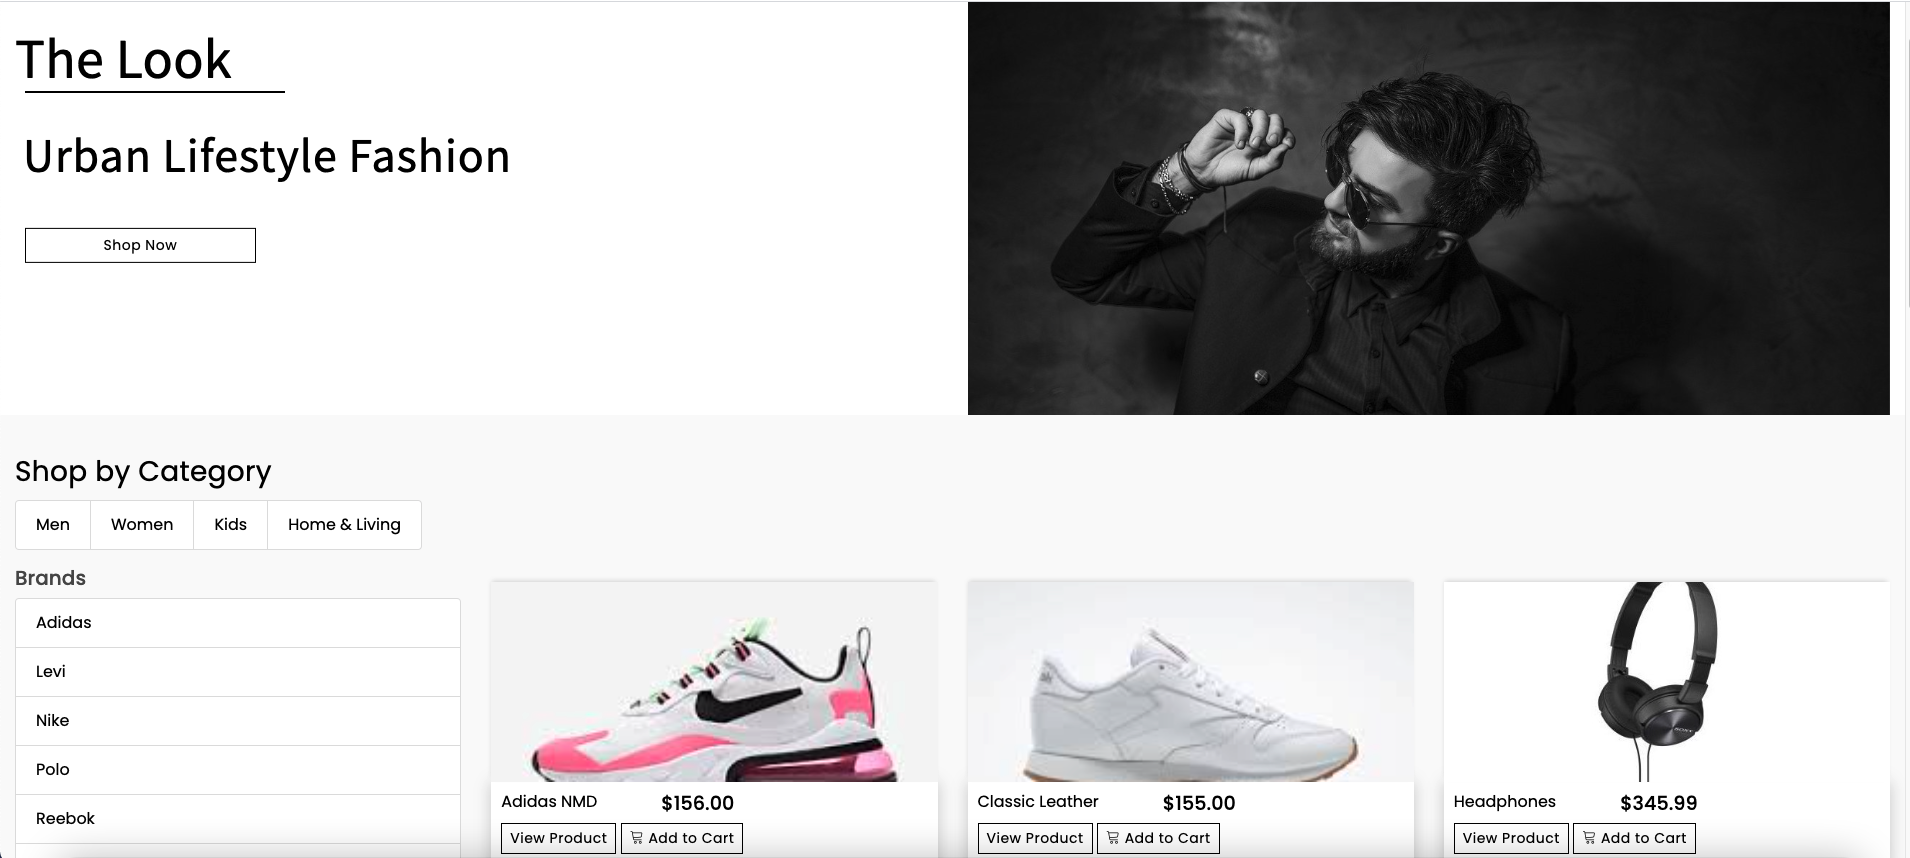 The Look
Urban Lifestyle Fashion
Shop Now
Shop by Category
Men Women Kids Home & Living
Brands
Adidas
Levi
Nike
Polo
Reebok
SONY
Adidas NMD $156.00
View Product Add to Cart
Classic Leather $155.00
View Product Add to Cart
Headphones $345.99
View Product Add to Cart